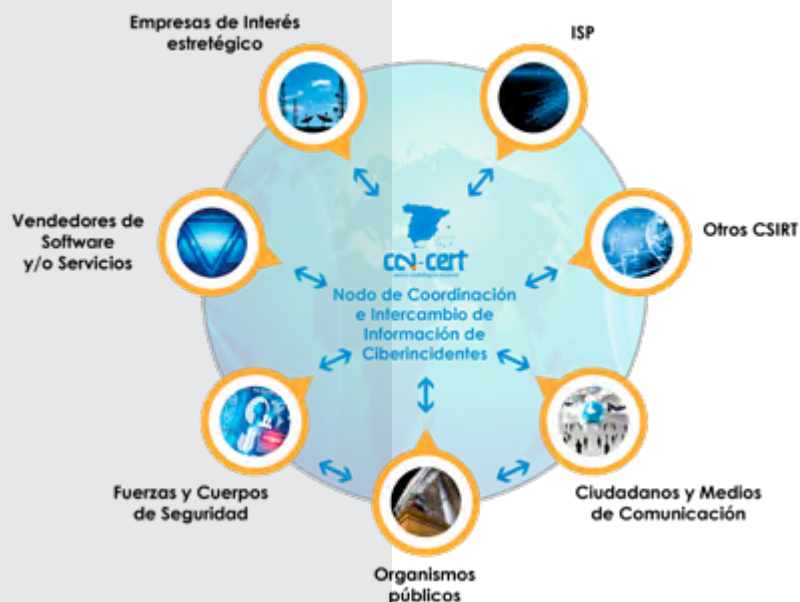 Empresas de Interés
estretégico
ISP
Vendedores de
Software
y/o Servicios
Otros CSIRT
ccn-cert
Nodo de Coordinación
e Intercambio de
Información de
Ciberincidentes
Fuerzas y Cuerpos
de Seguridad
Ciudadanos y Medios
de Comunicación
Organismos
públicos